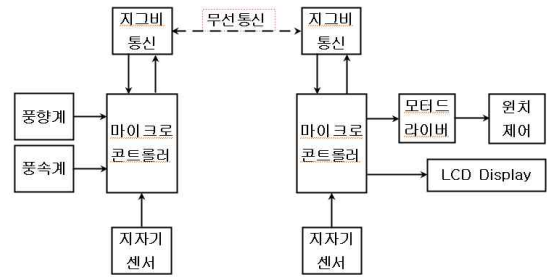 지그비
통신
무선통신
지그비
통신
풍향계
풍속계
마이크로
콘트롤러
마이크로
콘트롤러
모터드
라이버
윈치
제어
LCD Display
지자기
센서
지자기
센서